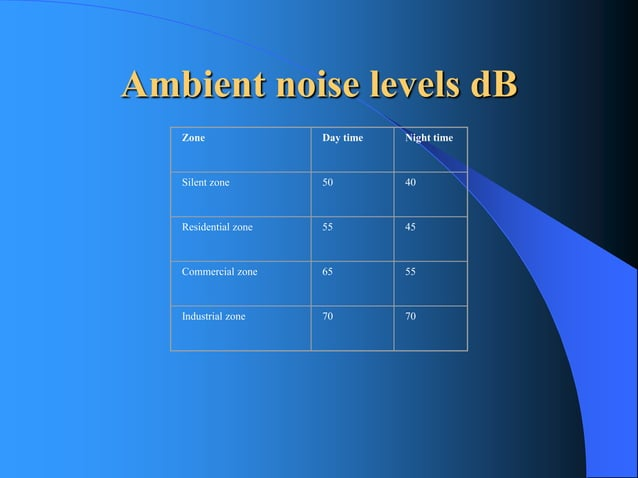 Ambient noise levels dB
Zone Day time Night time
Silent zone 50 40
Residential zone 55 45
Commercial zone 65 55
Industrial zone 70 70